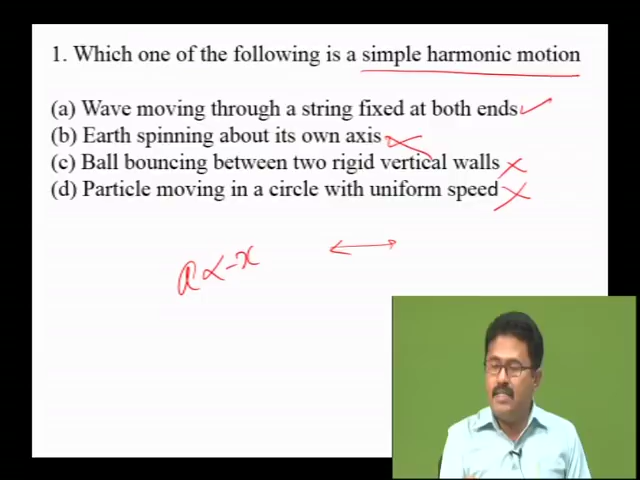 1. Which one of the following is a simple harmonic motion
(a) Wave moving through a string fixed at both ends
(b) Earth spinning about its own axis
(c) Ball bouncing between two rigid vertical walls
(d) Particle moving in a circle with uniform speed
a ∝ -x